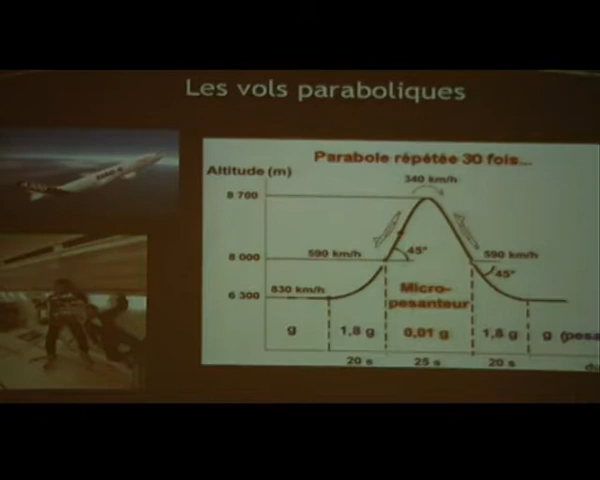 Les vols paraboliques
Parabole répétée 30 fois...
Altitude (m)
340 km/h
8 700
590 km/h
45°
590 km/h
8 000
45°
830 km/h
Micro-
pesanteur
6 300
g
1,8 g
0,01 g
1,8 g
g
20 s
25 s
20 s